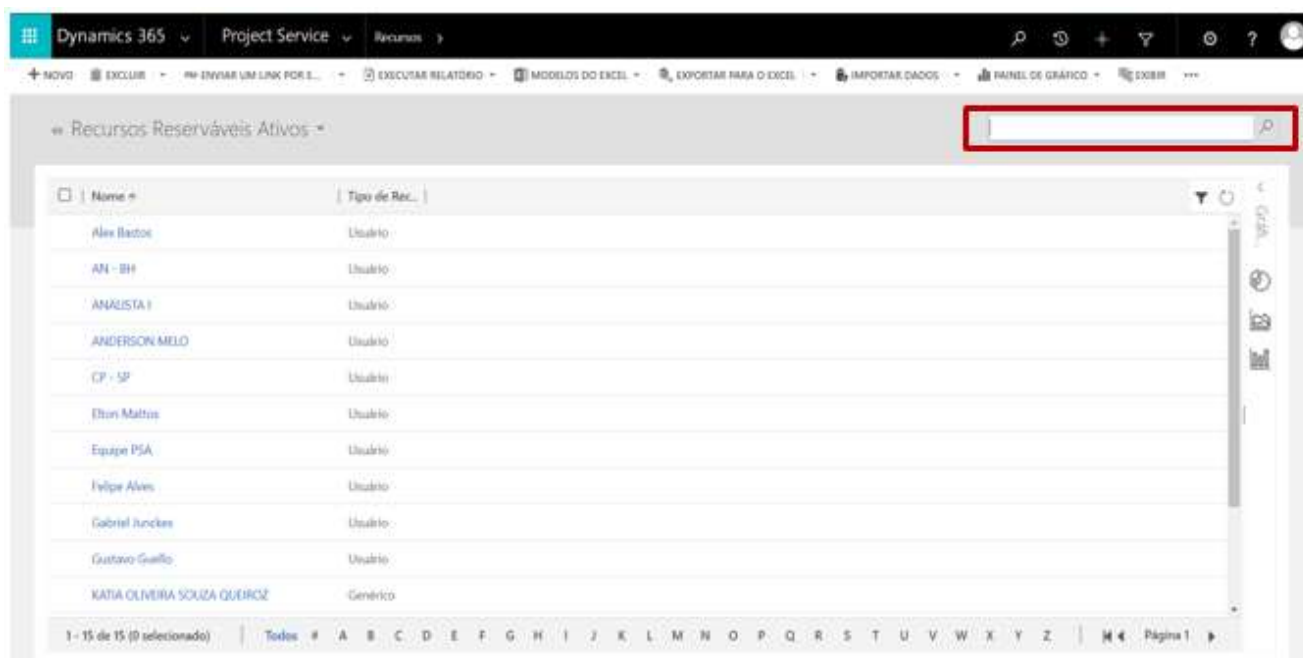 Dynamics 365 Project Service Recursos
+ NOVO EXCLUIR ENVIAR UM LINK POR E... EXECUTAR RELATÓRIO MODELOS DO EXCEL EXPORTAR PARA O EXCEL IMPORTAR DADOS PAINEL DE GRÁFICO EXIBIR ...
Recursos Reserváveis Ativos
Nome Tipo de Rec...
Gráfi...
Alex Bastos Usuário
AN - BH Usuário
ANALISTA I Usuário
ANDERSON MELO Usuário
CP - SP Usuário
Elton Mattos Usuário
Equipe PSA Usuário
Felipe Alves Usuário
Gabriel Junckes Usuário
Gustavo Guello Usuário
KATIA OLIVEIRA SOUZA QUEIROZ Genérico
1 - 15 de 15 (0 selecionado) Todos # A B C D E F G H I J K L M N O P Q R S T U V W X Y Z Página 1